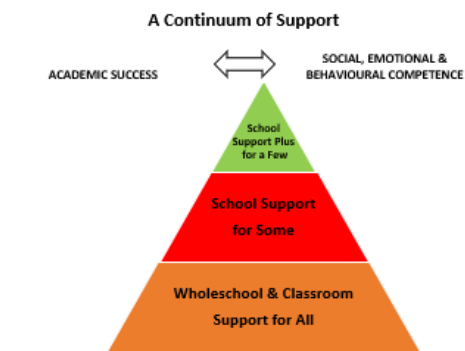 A Continuum of Support
SOCIAL, EMOTIONAL &
ACADEMIC SUCCESS
BEHAVIOURAL COMPETENCE
School
Support Plus
for a Few
School Support
for Some
Wholeschool & Classroom
Support for All